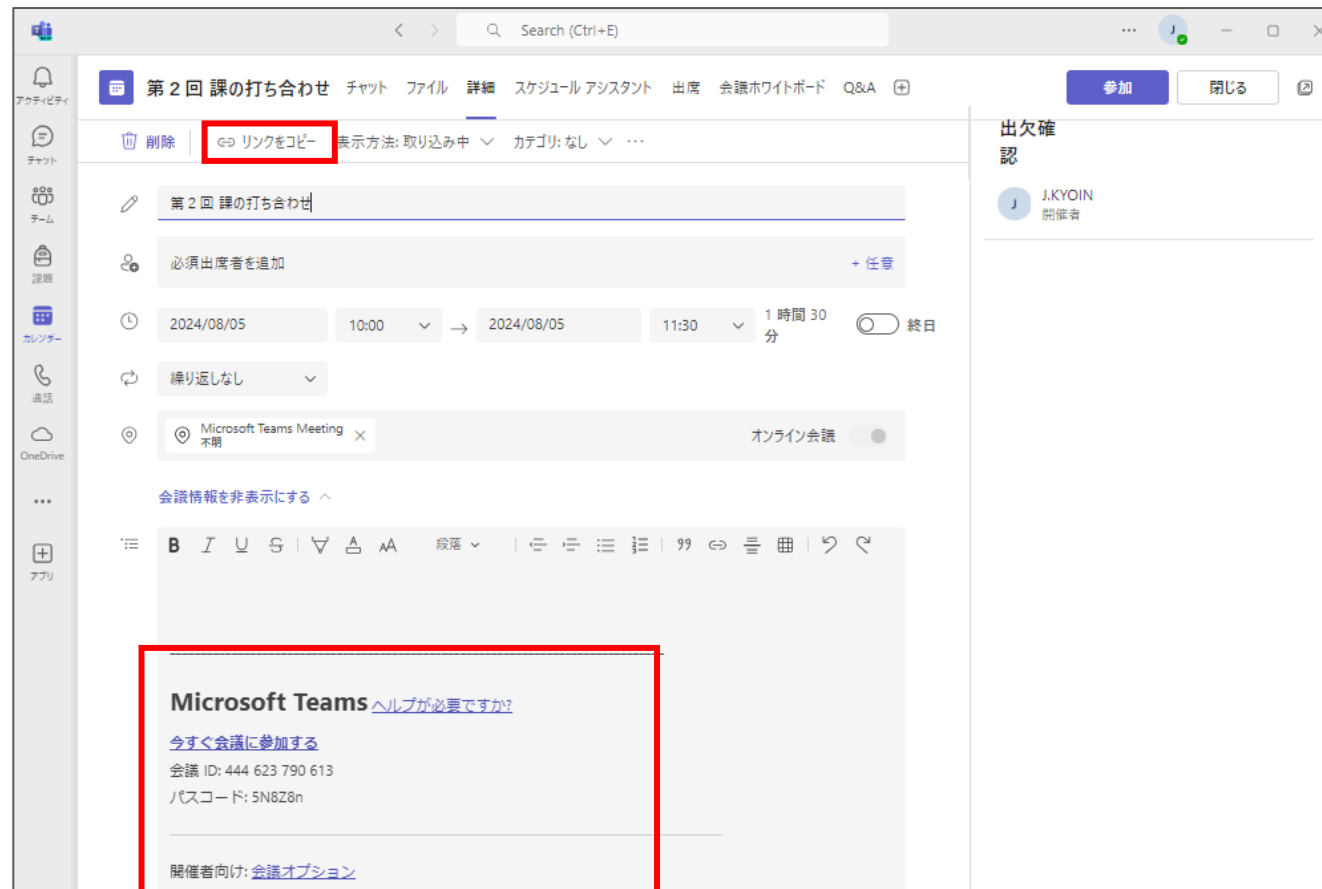 Search (Ctrl+E)
J
アクティビティ
チャット
チーム
課題
カレンダー
通話
OneDrive
アプリ
第 2 回 課の打ち合わせ チャット ファイル 詳細 スケジュール アシスタント 出席 会議ホワイトボード Q&A
参加 閉じる
削除 リンクをコピー 表示方法: 取り込み中 カテゴリ: なし
第 2 回 課の打ち合わせ
必須出席者を追加 + 任意
2024/08/05 10:00 → 2024/08/05 11:30 1 時間 30
分
終日
繰り返しなし
Microsoft Teams Meeting
不明
オンライン会議
会議情報を非表示にする
B I U S A AA 段落
Microsoft Teams ヘルプが必要ですか?
今すぐ会議に参加する
会議 ID: 444 623 790 613
パスコード: 5N8Z8n
開催者向け: 会議オプション
出欠確
認
J
J.KYOIN
開催者